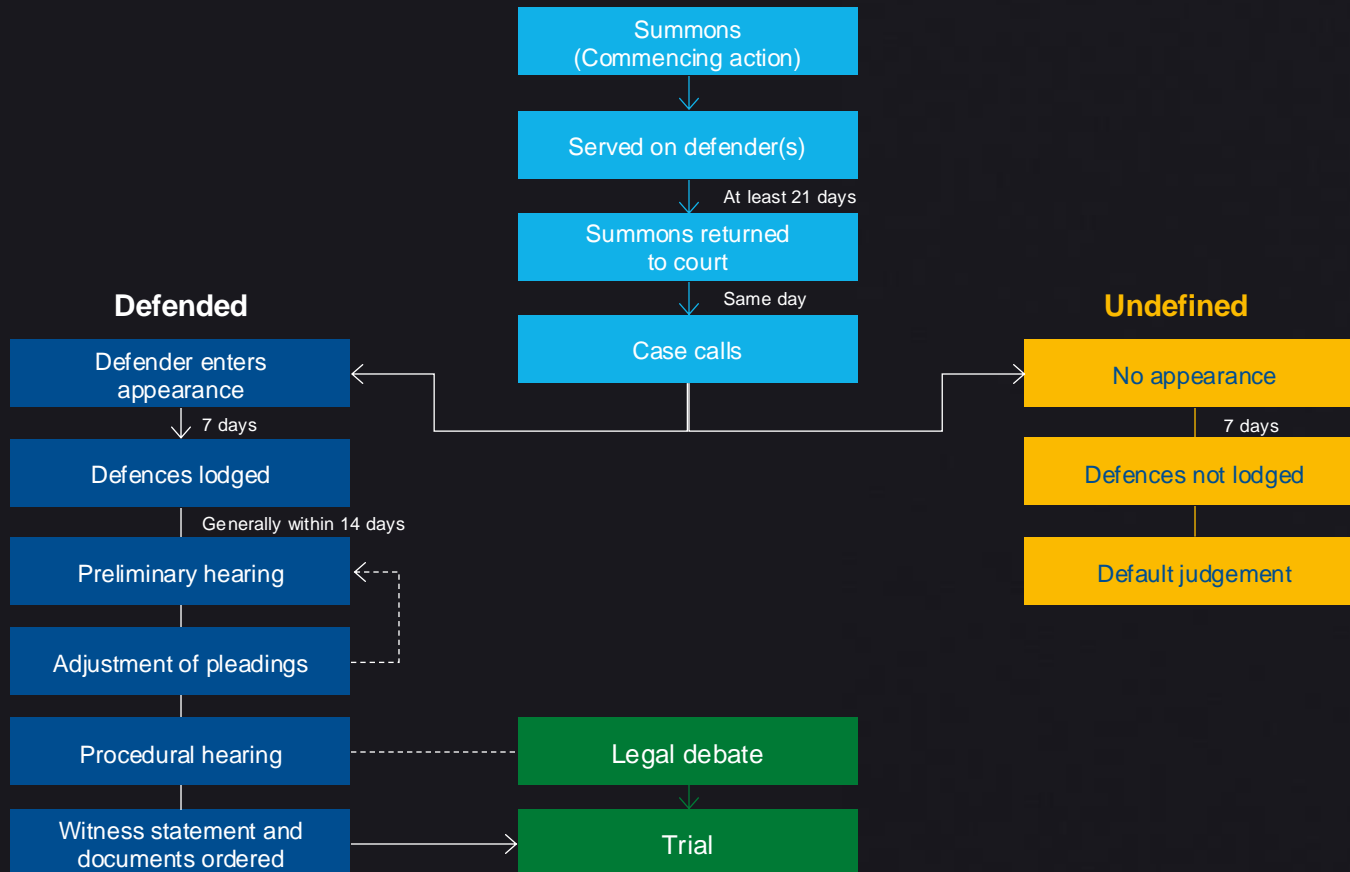 Summons
(Commencing action)
Served on defender(s)
At least 21 days
Summons returned
to court
Same day
Case calls
Defended
Defender enters
appearance
7 days
Defences lodged
Generally within 14 days
Preliminary hearing
Adjustment of pleadings
Procedural hearing
Witness statement and
documents ordered
Legal debate
Trial
Undefined
No appearance
7 days
Defences not lodged
Default judgement